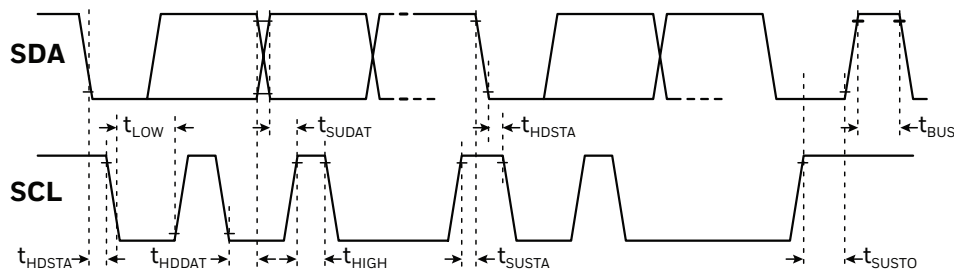 SDA
tLOW
tSUDAT
tHDSTA
tBUS
SCL
tHDSTA
tHDDAT
tHIGH
tSUSTA
tSUSTO